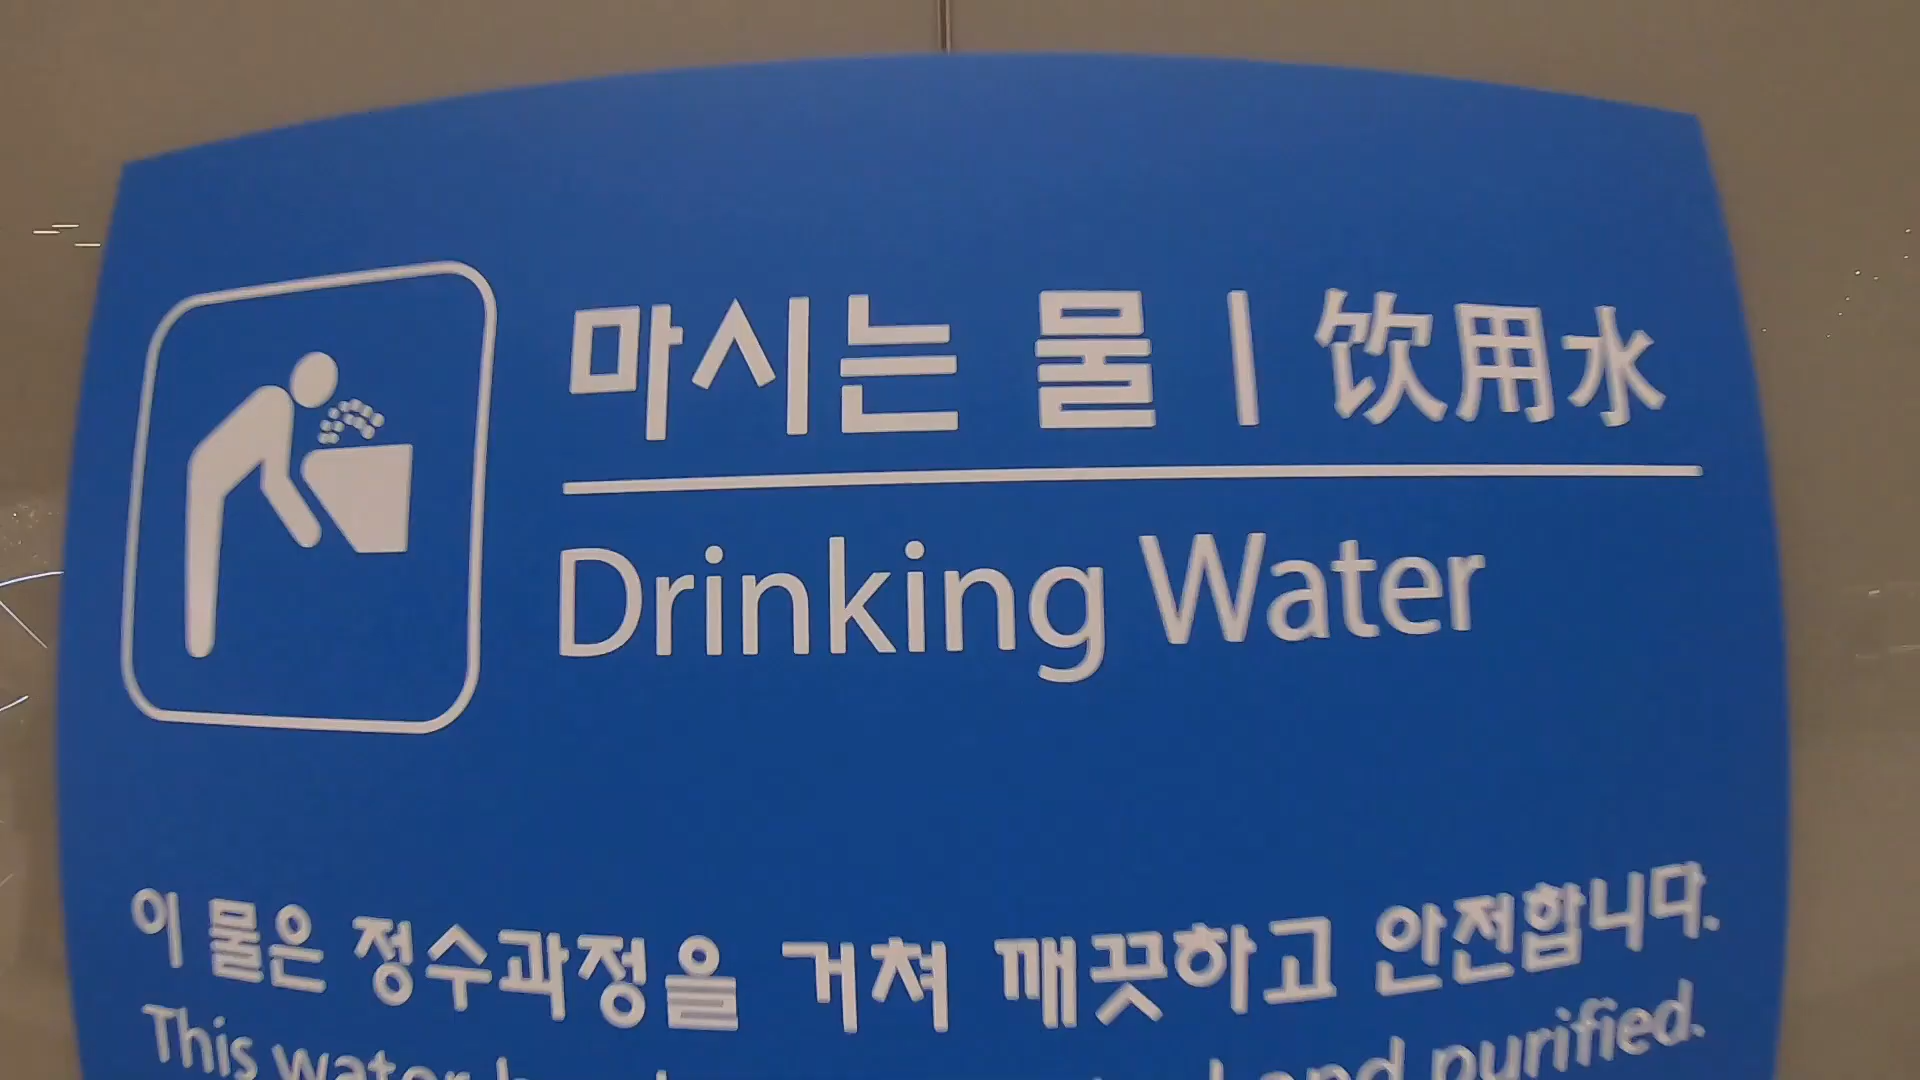 마시는 물 | 饮用水
Drinking Water
이 물은 정수과정을 거쳐 깨끗하고 안전합니다.
This water and purified.